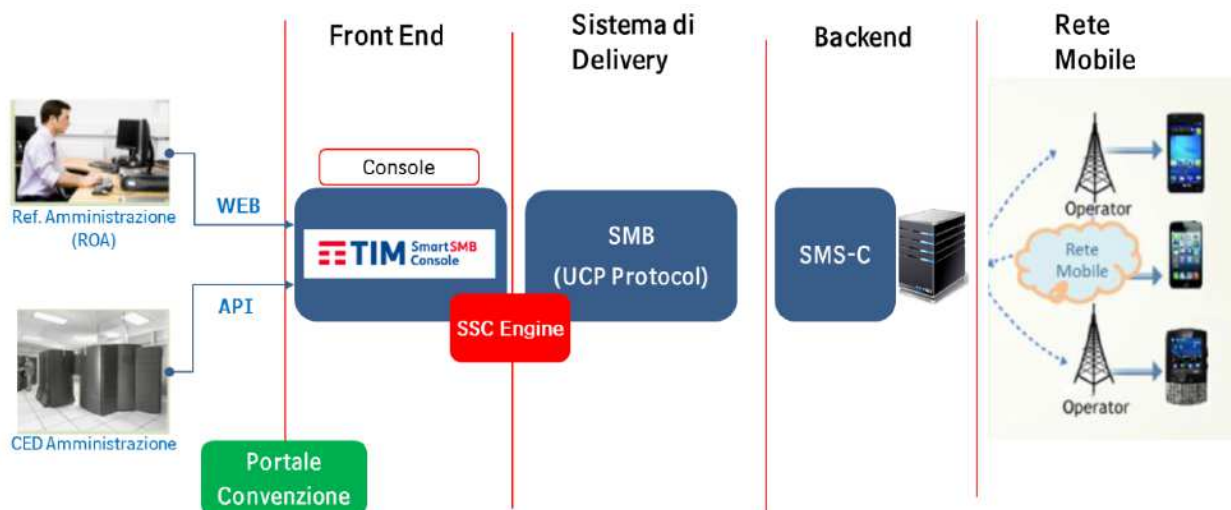 Front End
Sistema di
Delivery
Backend
Rete
Mobile
Console
WEB
Ref. Amministrazione
(ROA)
TIM SmartSMB
Console
SMB
(UCP Protocol)
SMS-C
Operator
Rete
Mobile
API
SSC Engine
Operator
CED Amministrazione
Portale
Convenzione